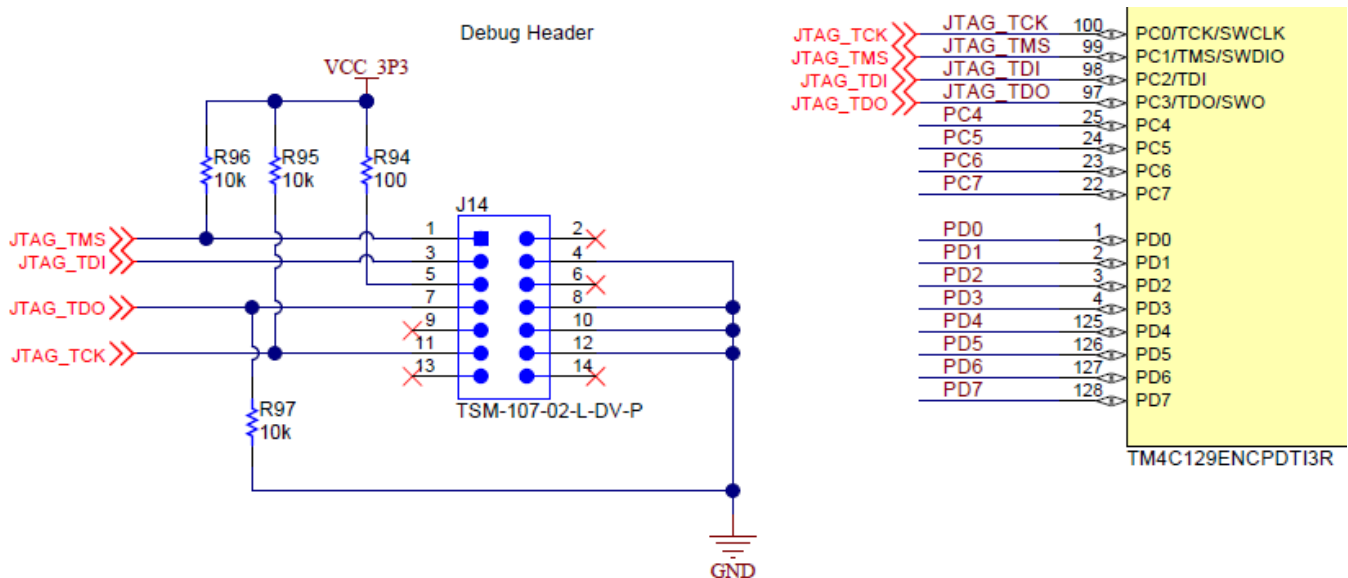 Debug Header
VCC_3P3
R96
10k
R95
10k
R94
100
J14
JTAG_TMS
1
2
JTAG_TDI
3
4
5
6
JTAG_TDO
7
8
9
10
JTAG_TCK
11
12
13
14
TSM-107-02-L-DV-P
R97
10k
GND
JTAG_TCK JTAG_TCK 100 PC0/TCK/SWCLK
JTAG_TMS JTAG_TMS 99 PC1/TMS/SWDIO
JTAG_TDI JTAG_TDI 98 PC2/TDI
JTAG_TDO JTAG_TDO 97 PC3/TDO/SWO
PC4 25 PC4
PC5 24 PC5
PC6 23 PC6
PC7 22 PC7
PD0 1 PD0
PD1 2 PD1
PD2 3 PD2
PD3 4 PD3
PD4 125 PD4
PD5 126 PD5
PD6 127 PD6
PD7 128 PD7
TM4C129ENCPDTI3R